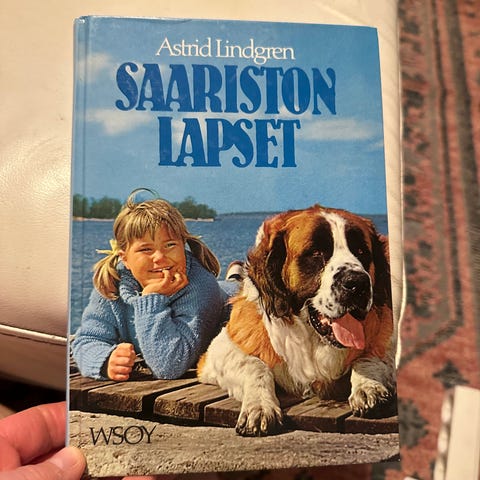 Astrid Lindgren
SAARISTON
LAPSET
WSOY